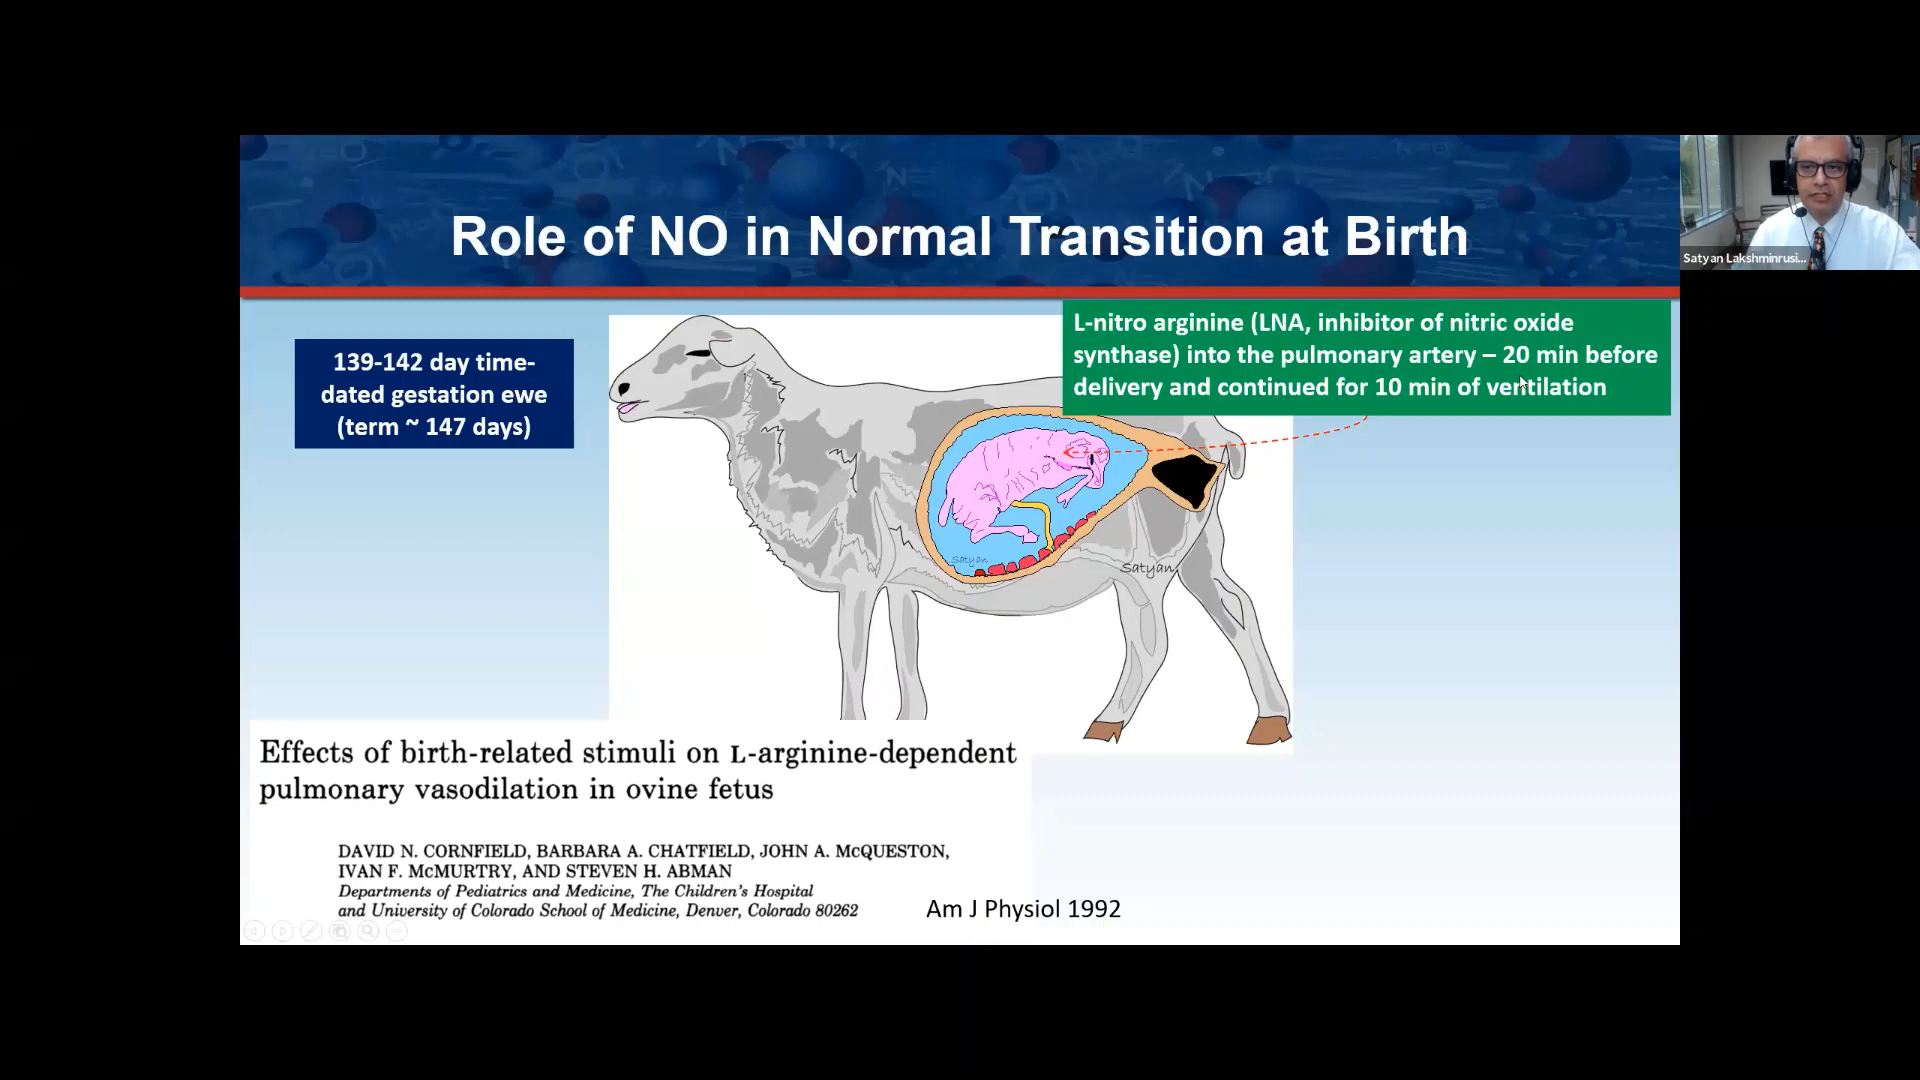 Role of NO in Normal Transition at Birth
Satyan Lakshminrusi...
139-142 day time-
dated gestation ewe
(term ~ 147 days)
L-nitro arginine (LNA, inhibitor of nitric oxide
synthase) into the pulmonary artery – 20 min before
delivery and continued for 10 min of ventilation
Satyan
Satyan
Effects of birth-related stimuli on L-arginine-dependent
pulmonary vasodilation in ovine fetus
DAVID N. CORNFIELD, BARBARA A. CHATFIELD, JOHN A. McQUESTON,
IVAN F. McMURTRY, AND STEVEN H. ABMAN
Departments of Pediatrics and Medicine, The Children's Hospital
and University of Colorado School of Medicine, Denver, Colorado 80262
Am J Physiol 1992